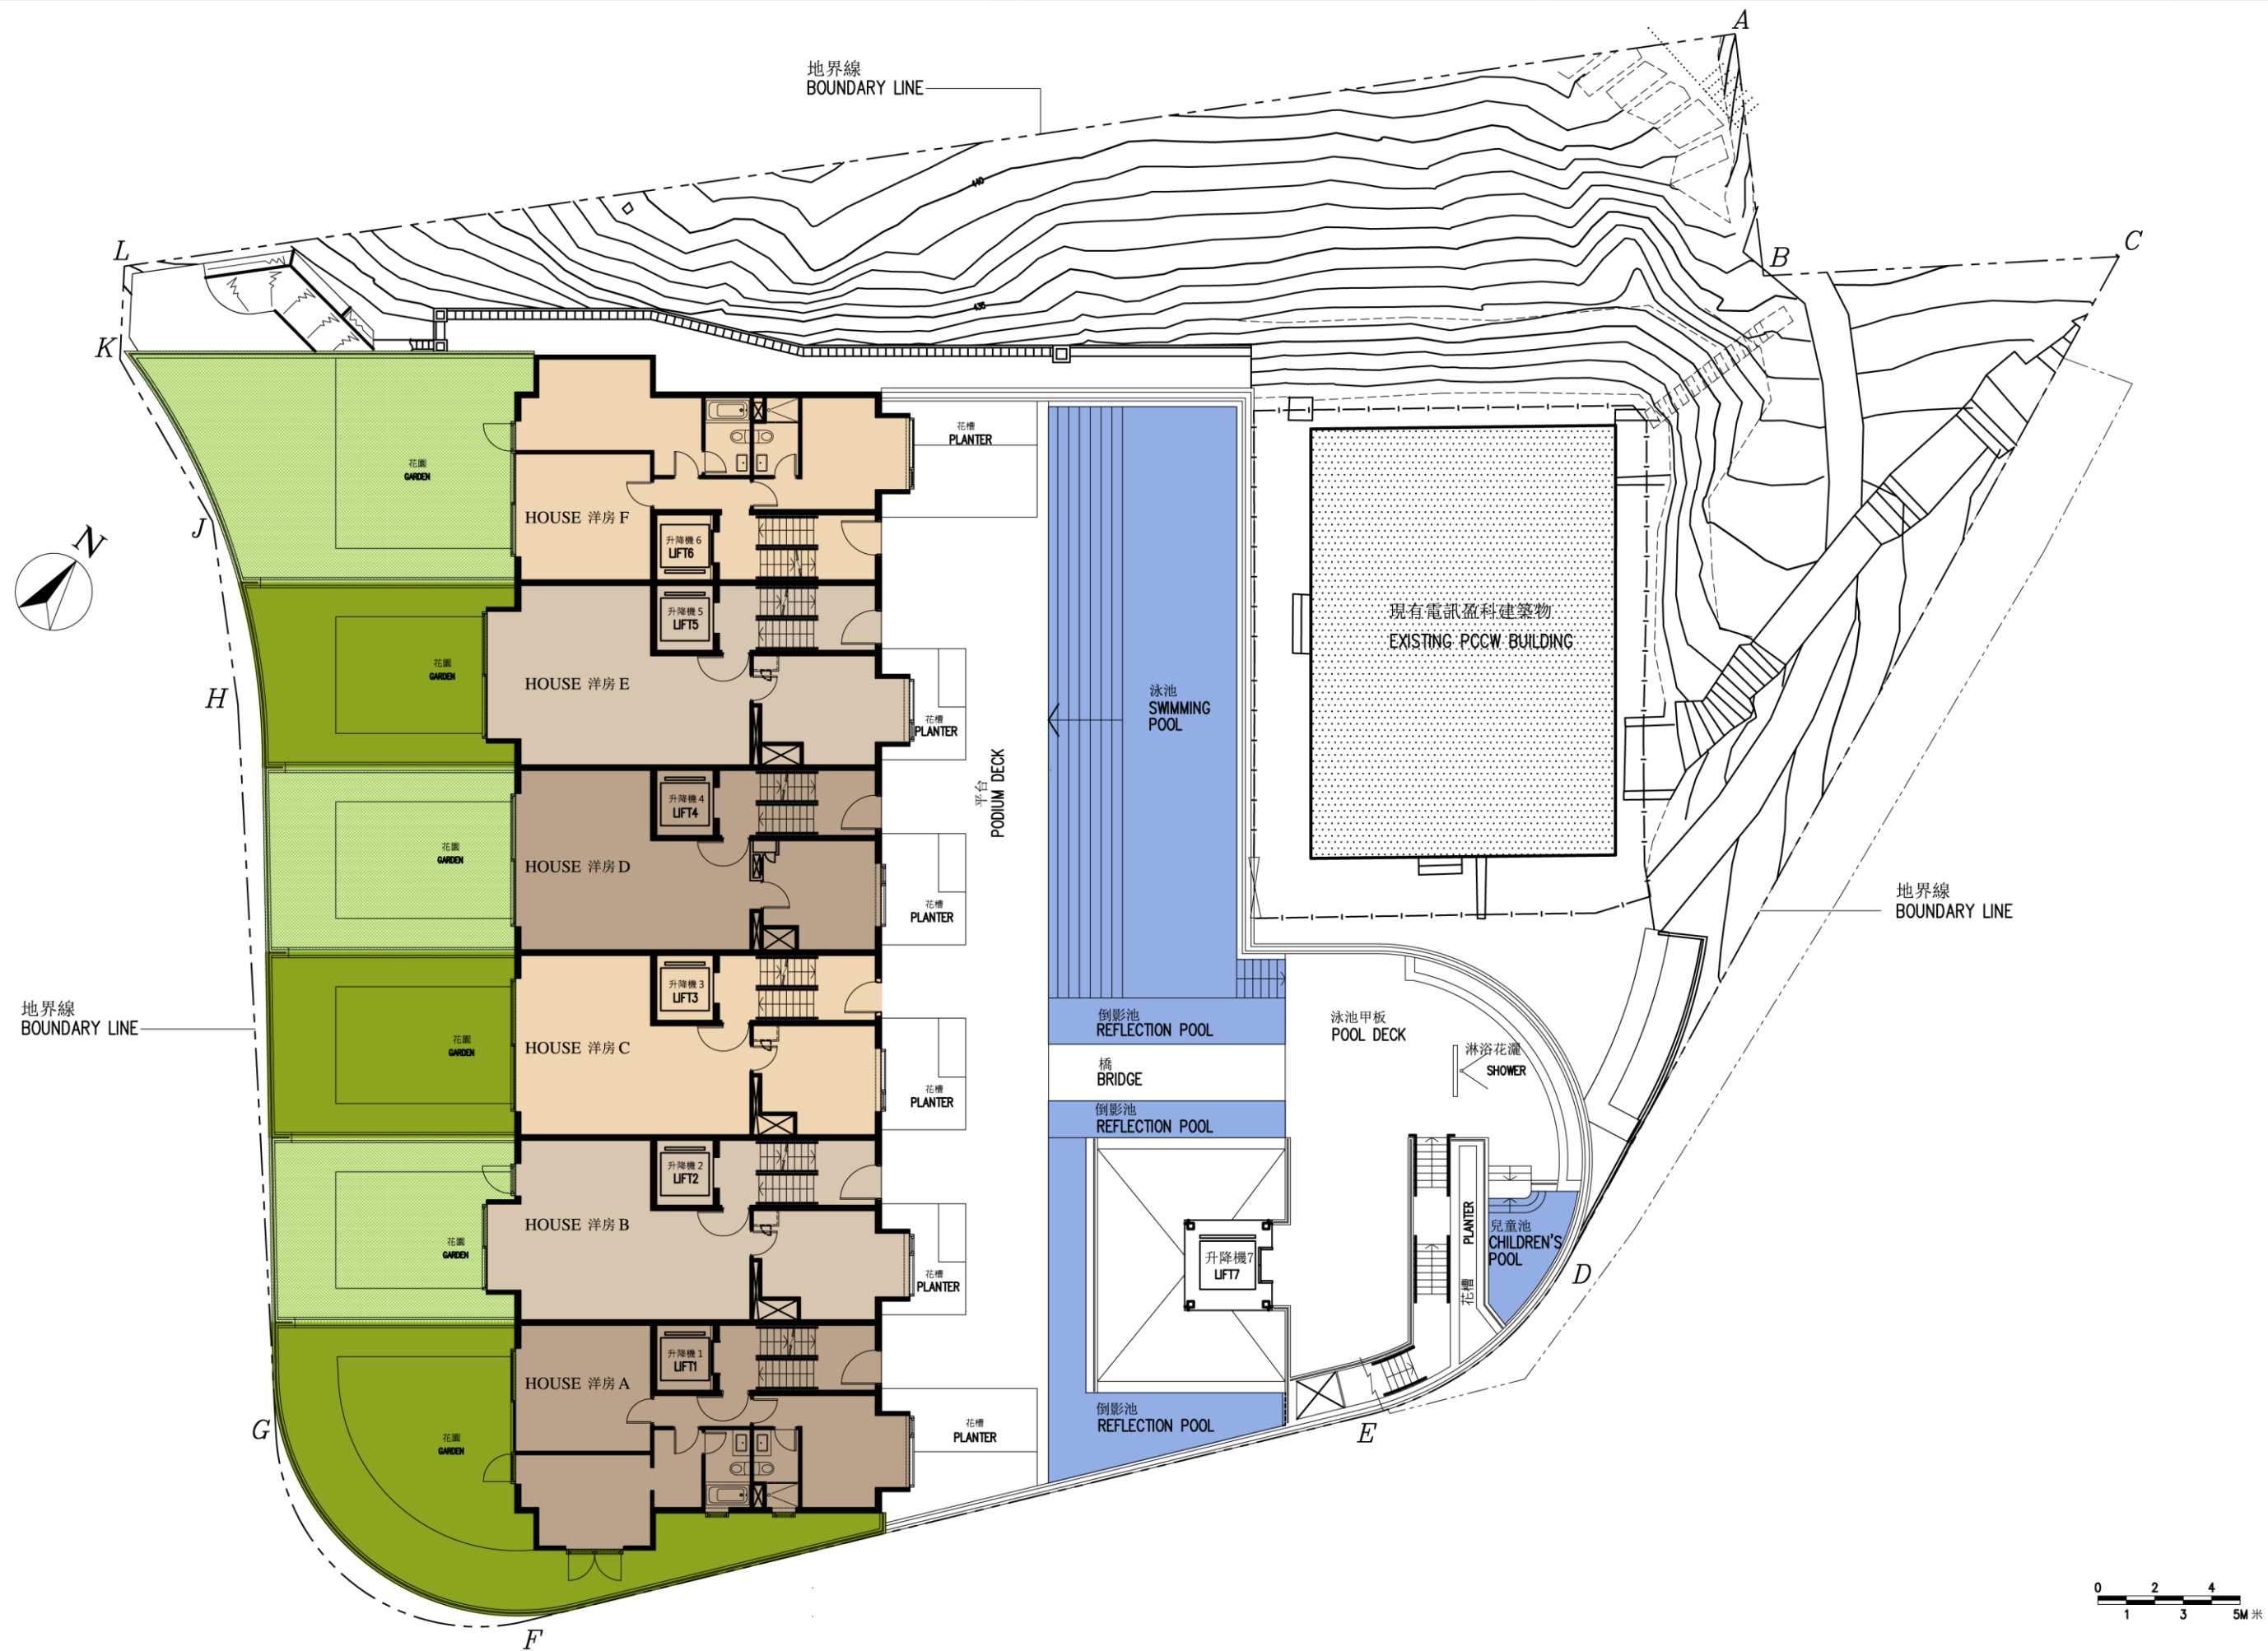 A
地界線
BOUNDARY LINE
440
L
B
C
435
K
花槽
PLANTER
花園
GARDEN
N
J
HOUSE 洋房 F
升降機 6
LIFT6
升降機 5
LIFT5
現有電訊盈科建築物
EXISTING PCCW BUILDING
花園
GARDEN
HOUSE 洋房 E
H
泳池
SWIMMING
POOL
花槽
PLANTER
平台
PODIUM DECK
升降機 4
LIFT4
花園
GARDEN
HOUSE 洋房 D
花槽
PLANTER
地界線
BOUNDARY LINE
升降機 3
LIFT3
地界線
BOUNDARY LINE
倒影池
REFLECTION POOL
泳池甲板
POOL DECK
花園
GARDEN
HOUSE 洋房 C
淋浴花灑
SHOWER
橋
BRIDGE
花槽
PLANTER
倒影池
REFLECTION POOL
升降機 2
LIFT2
HOUSE 洋房 B
花園
GARDEN
花槽
PLANTER
升降機7
LIFT7
PLANTER
花槽
兒童池
CHILDREN'S
POOL
D
升降機 1
LIFT1
HOUSE 洋房 A
G
花園
GARDEN
花槽
PLANTER
倒影池
REFLECTION POOL
E
F
0 2 4
1 3 5M 米